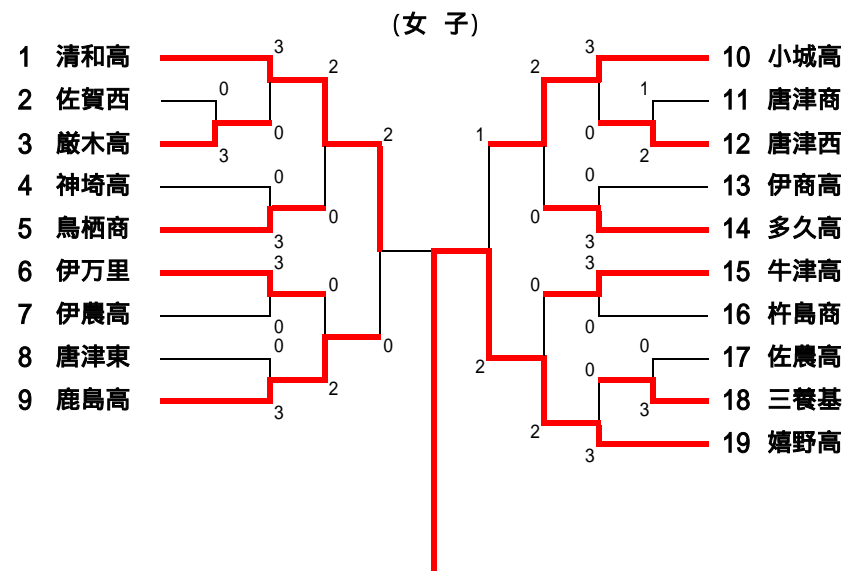 (女 子)
1 清和高
2 佐賀西
3 厳木高
4 神埼高
5 鳥栖商
6 伊万里
7 伊農高
8 唐津東
9 鹿島高
3
0
3
0
0
3
3
0
0
3
2
0
0
2
2
0
10 小城高
11 唐津商
12 唐津西
13 伊商高
14 多久高
15 牛津高
16 杵島商
17 佐農高
18 三養基
19 嬉野高
3
1
2
0
0
3
3
0
0
3
0
3
2
0
0
2
1
2